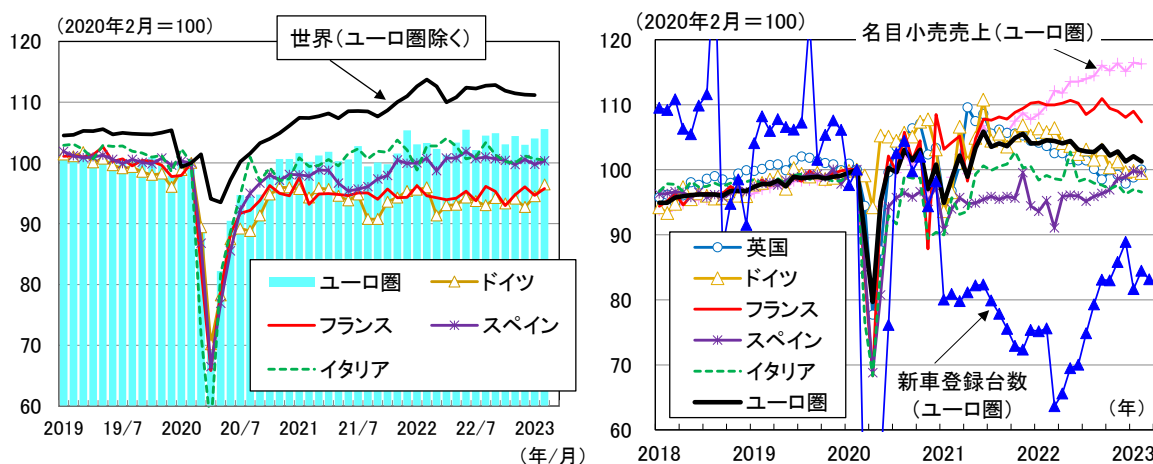 (2020年2月=100)
世界(ユーロ圏除く)
120
110
100
90
80
70
60
ユーロ圏
ドイツ
フランス
スペイン
イタリア
2019
19/7
2020
20/7
2021
21/7
2022
22/7
2023
(年/月)
(2020年2月=100)
名目小売売上(ユーロ圏)
120
110
100
90
80
70
60
英国
ドイツ
フランス
スペイン
イタリア
ユーロ圏
新車登録台数
(ユーロ圏)
(年)
2018
2019
2020
2021
2022
2023